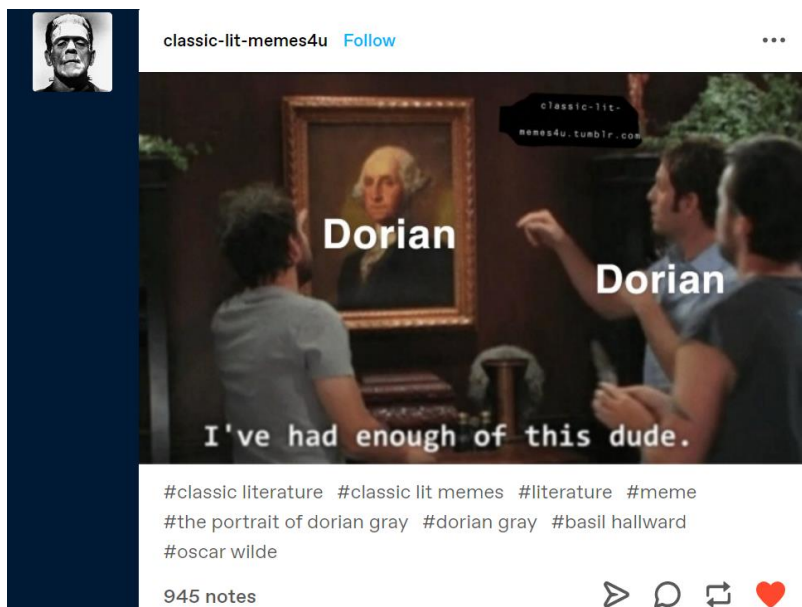 classic-lit-memes4u Follow
classic-lit-
memes4u.tumblr.com
Dorian
Dorian
I've had enough of this dude.
#classic literature #classic lit memes #literature #meme
#the portrait of dorian gray #dorian gray #basil hallward
#oscar wilde
945 notes